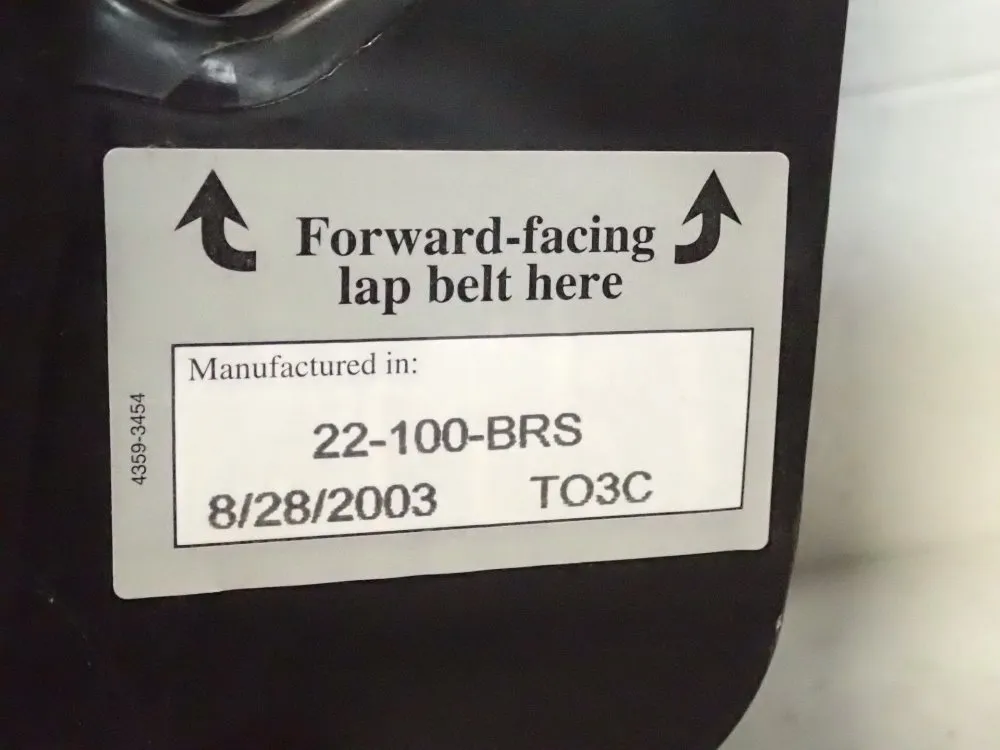 Forward-facing
lap belt here
Manufactured in:
22-100-BRS
8/28/2003 TO3C
4359-3454